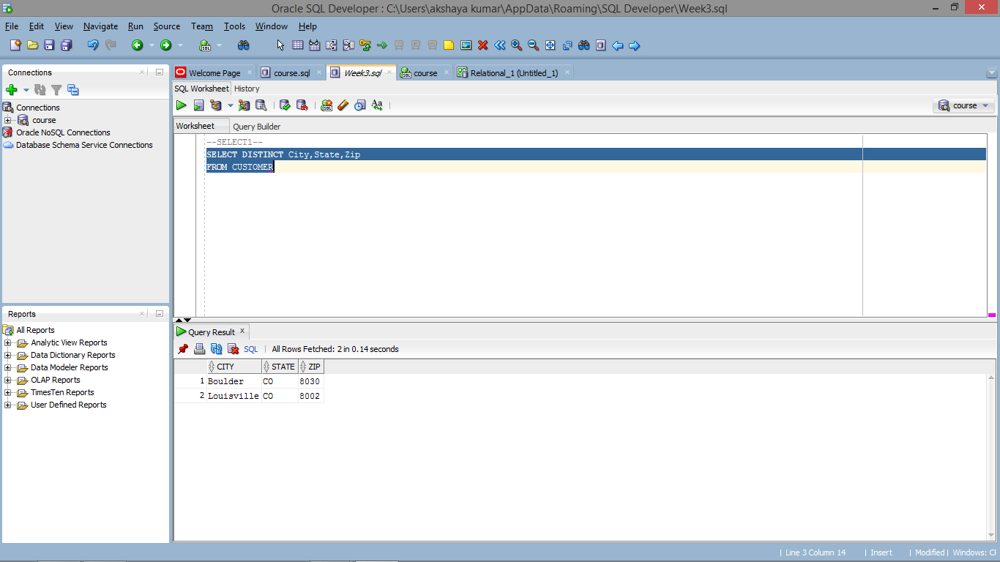 Oracle SQL Developer : C:\Users\akshaya kumar\AppData\Roaming\SQL Developer\Week3.sql
File Edit View Navigate Run Source Team Tools Window Help
Connections
Connections
course
Oracle NoSQL Connections
Database Schema Service Connections
Reports
All Reports
Analytic View Reports
Data Dictionary Reports
Data Modeler Reports
OLAP Reports
TimesTen Reports
User Defined Reports
Welcome Page course.sql Week3.sql course Relational_1 (Untitled_1)
SQL Worksheet History
course
Worksheet Query Builder
--SELECT1--
SELECT DISTINCT City,State,Zip
FROM CUSTOMER
Query Result
SQL | All Rows Fetched: 2 in 0.14 seconds
CITY STATE ZIP
1 Boulder CO 8030
2 Louisville CO 8002
| Line 3 Column 14 | Insert | Modified | Windows: